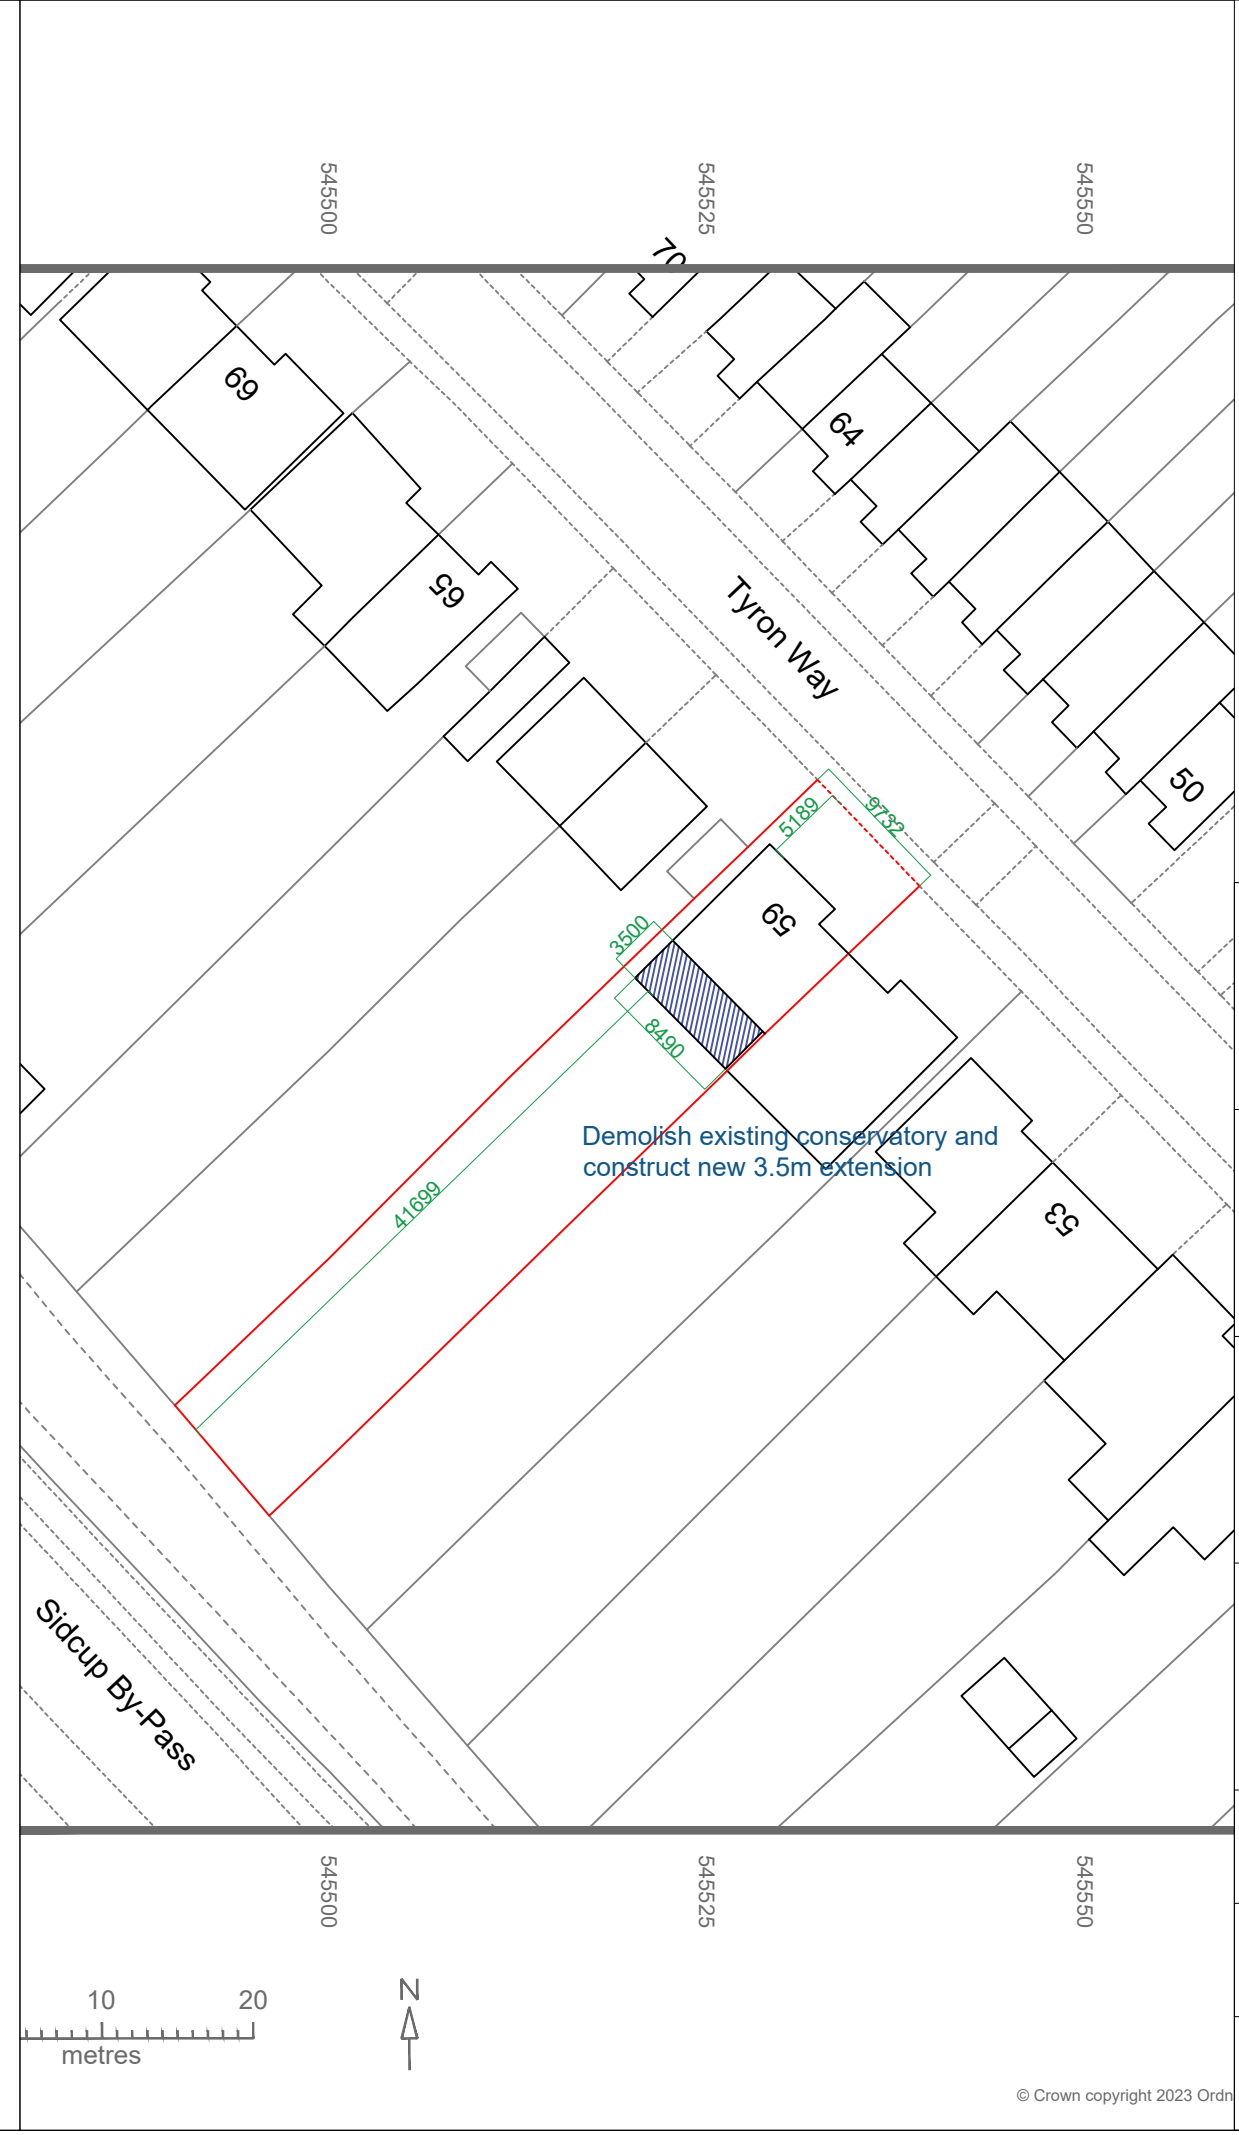 545500
545525
545550
70
69
64
65
Tyron Way
50
9732
5189
59
3500
8490
Demolish existing conservatory and
construct new 3.5m extension
41699
53
Sidcup By-Pass
545500
545525
545550
10
20
metres
N
© Crown copyright 2023 Ordn